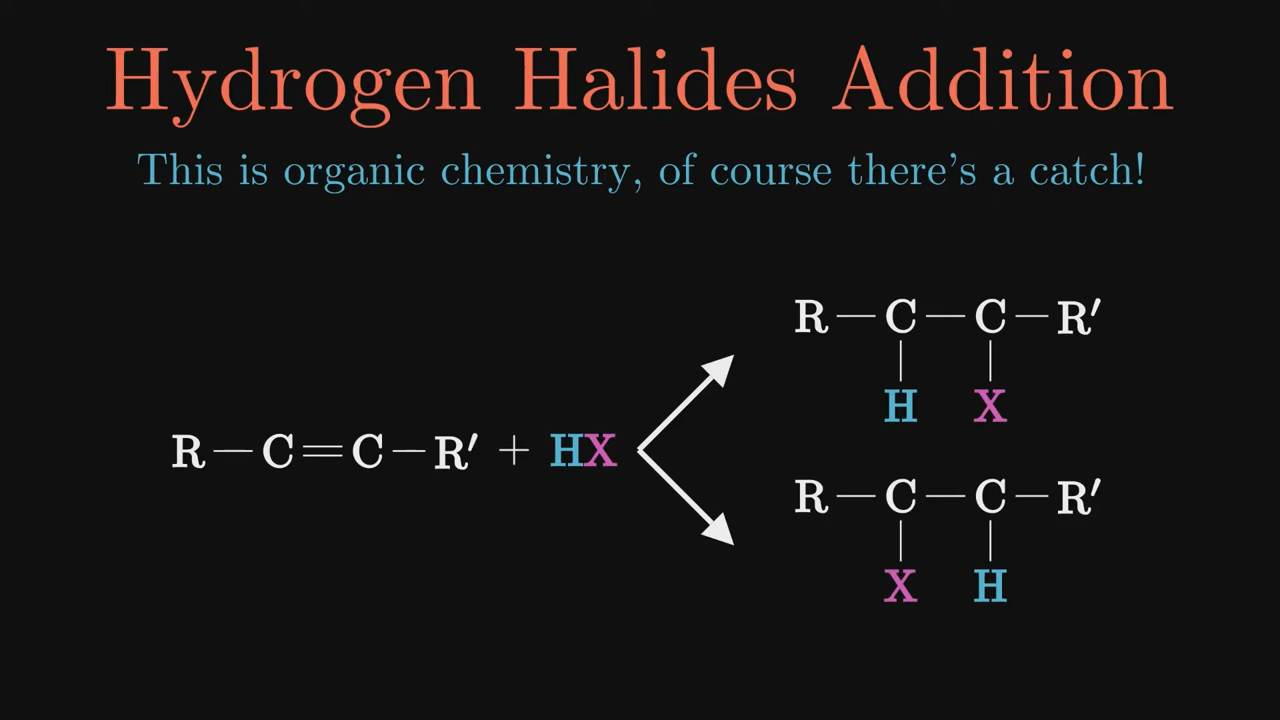 Hydrogen Halides Addition
This is organic chemistry, of course there's a catch!
R — C = C — R′ + HX
R — C — C — R′
H X
R — C — C — R′
X H